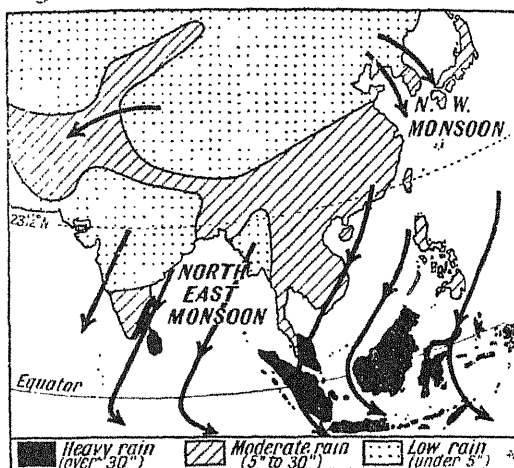 N. W.
MONSOON
23½°N
NORTH
EAST
MONSOON
Equator
Heavy rain
(over 30")
Moderate rain
(5" to 30")
Low rain
(under 5")